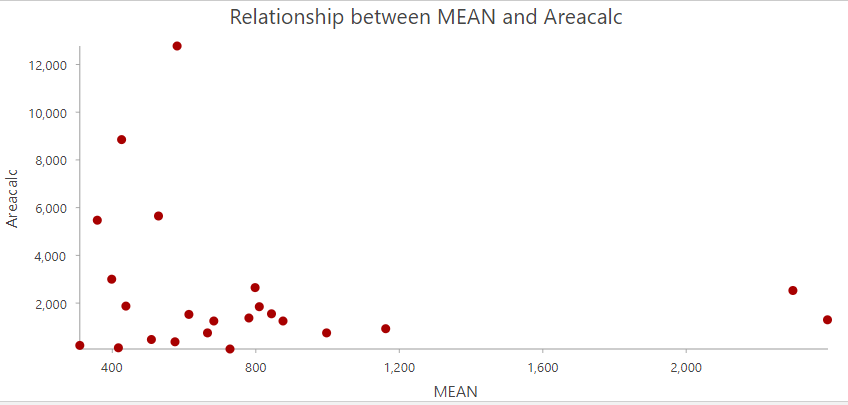 Relationship between MEAN and Areacalc
12,000
10,000
8,000
6,000
4,000
2,000
Areacalc
400 800 1,200 1,600 2,000
MEAN